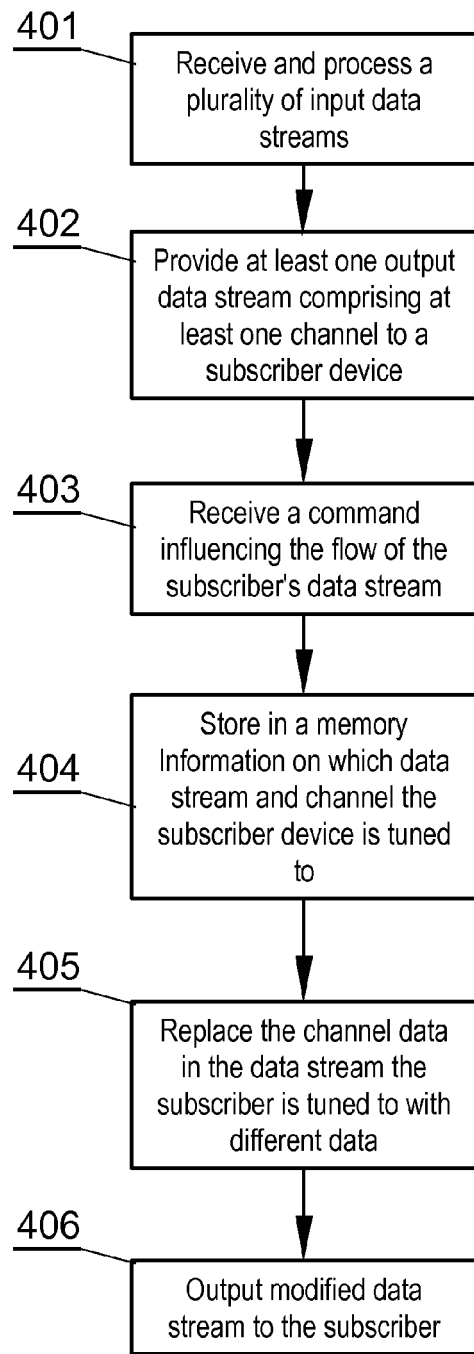 401
Receive and process a
plurality of input data
streams
402
Provide at least one output
data stream comprising at
least one channel to a
subscriber device
403
Receive a command
influencing the flow of the
subscriber's data stream
404
Store in a memory
Information on which data
stream and channel the
subscriber device is tuned
to
405
Replace the channel data
in the data stream the
subscriber is tuned to with
different data
406
Output modified data
stream to the subscriber